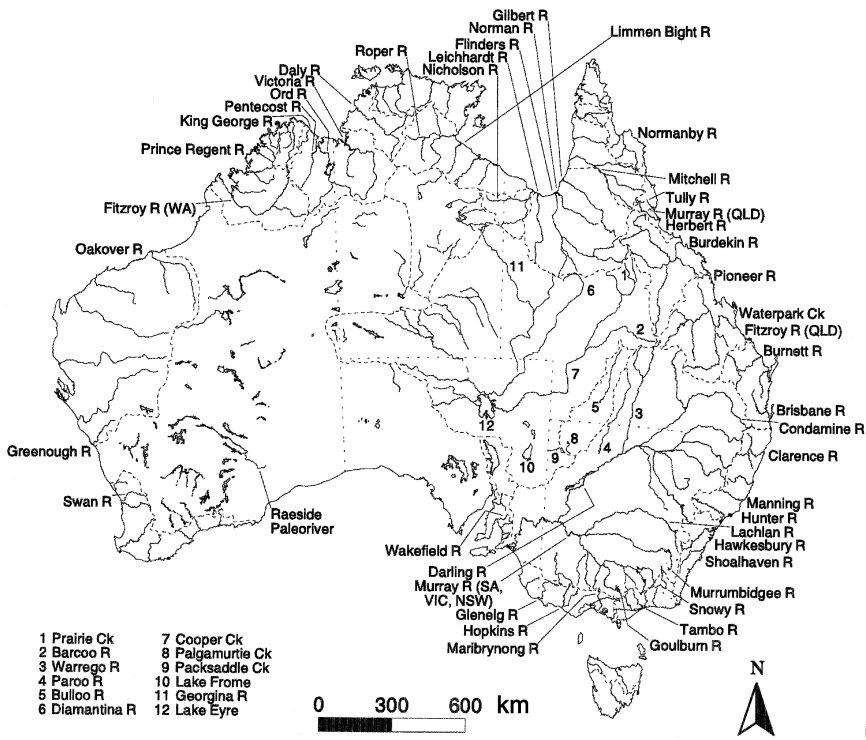 Gilbert R
Norman R
Flinders R
Leichhardt R
Nicholson R
Limmen Bight R
Roper R
Daly R
Victoria R
Ord R
Pentecost R
King George R
Prince Regent R
Fitzroy R (WA)
Oakover R
Greenough R
Swan R
Raeside
Paleoriver
Normanby R
Mitchell R
Tully R
Murray R (QLD)
Herbert R
Burdekin R
Pioneer R
Waterpark Ck
Fitzroy R (QLD)
Burnett R
Brisbane R
Condamine R
Clarence R
Manning R
Hunter R
Lachlan R
Hawkesbury R
Shoalhaven R
Murrumbidgee R
Snowy R
Tambo R
Goulburn R
Wakefield R
Darling R
Murray R (SA,
VIC, NSW)
Glenelg R
Hopkins R
Maribrynong R
11
1
6
2
7
5
3
12
8
4
9
10
1 Prairie Ck
2 Barcoo R
3 Warrego R
4 Paroo R
5 Bulloo R
6 Diamantina R
7 Cooper Ck
8 Palgamurtie Ck
9 Packsaddle Ck
10 Lake Frome
11 Georgina R
12 Lake Eyre
0 300 600 km
N